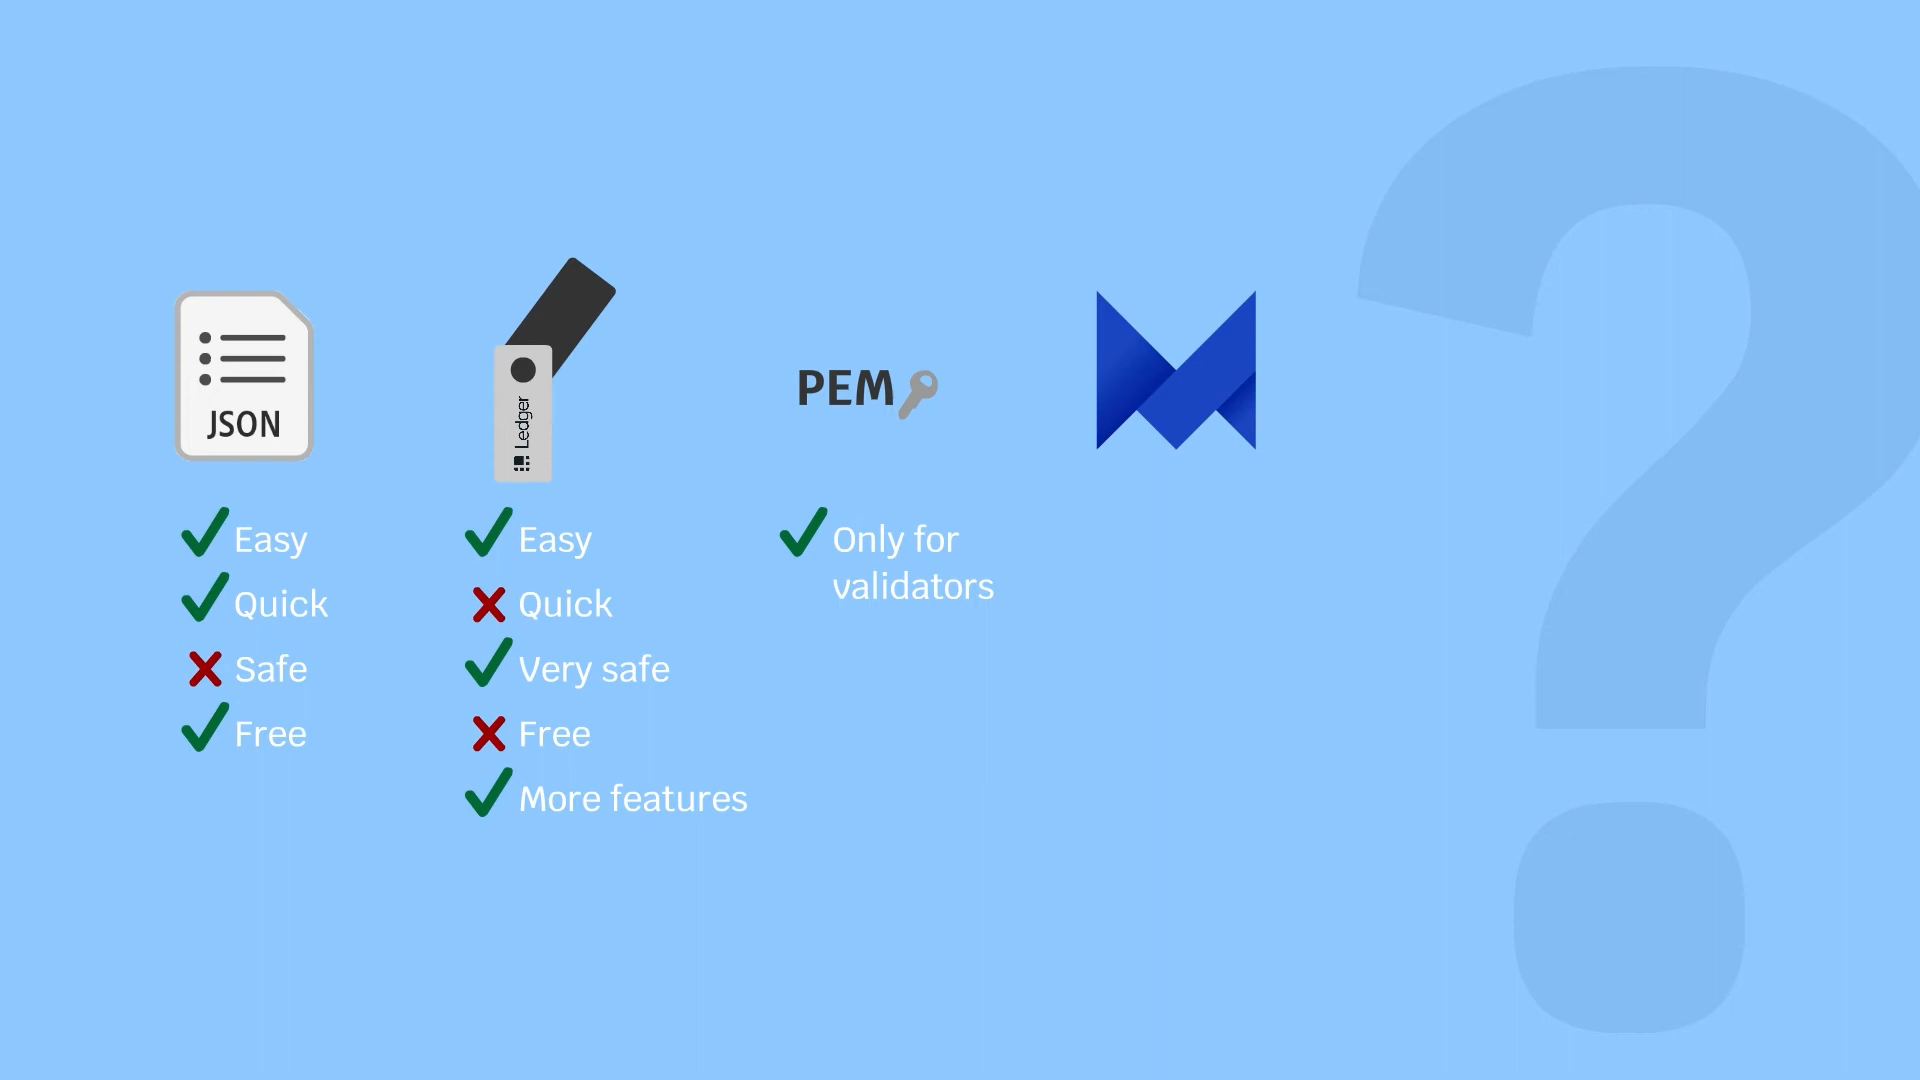 JSON
Easy
Quick
Safe
Free
Ledger
Easy
Quick
Very safe
Free
More features
PEM
Only for
validators
?